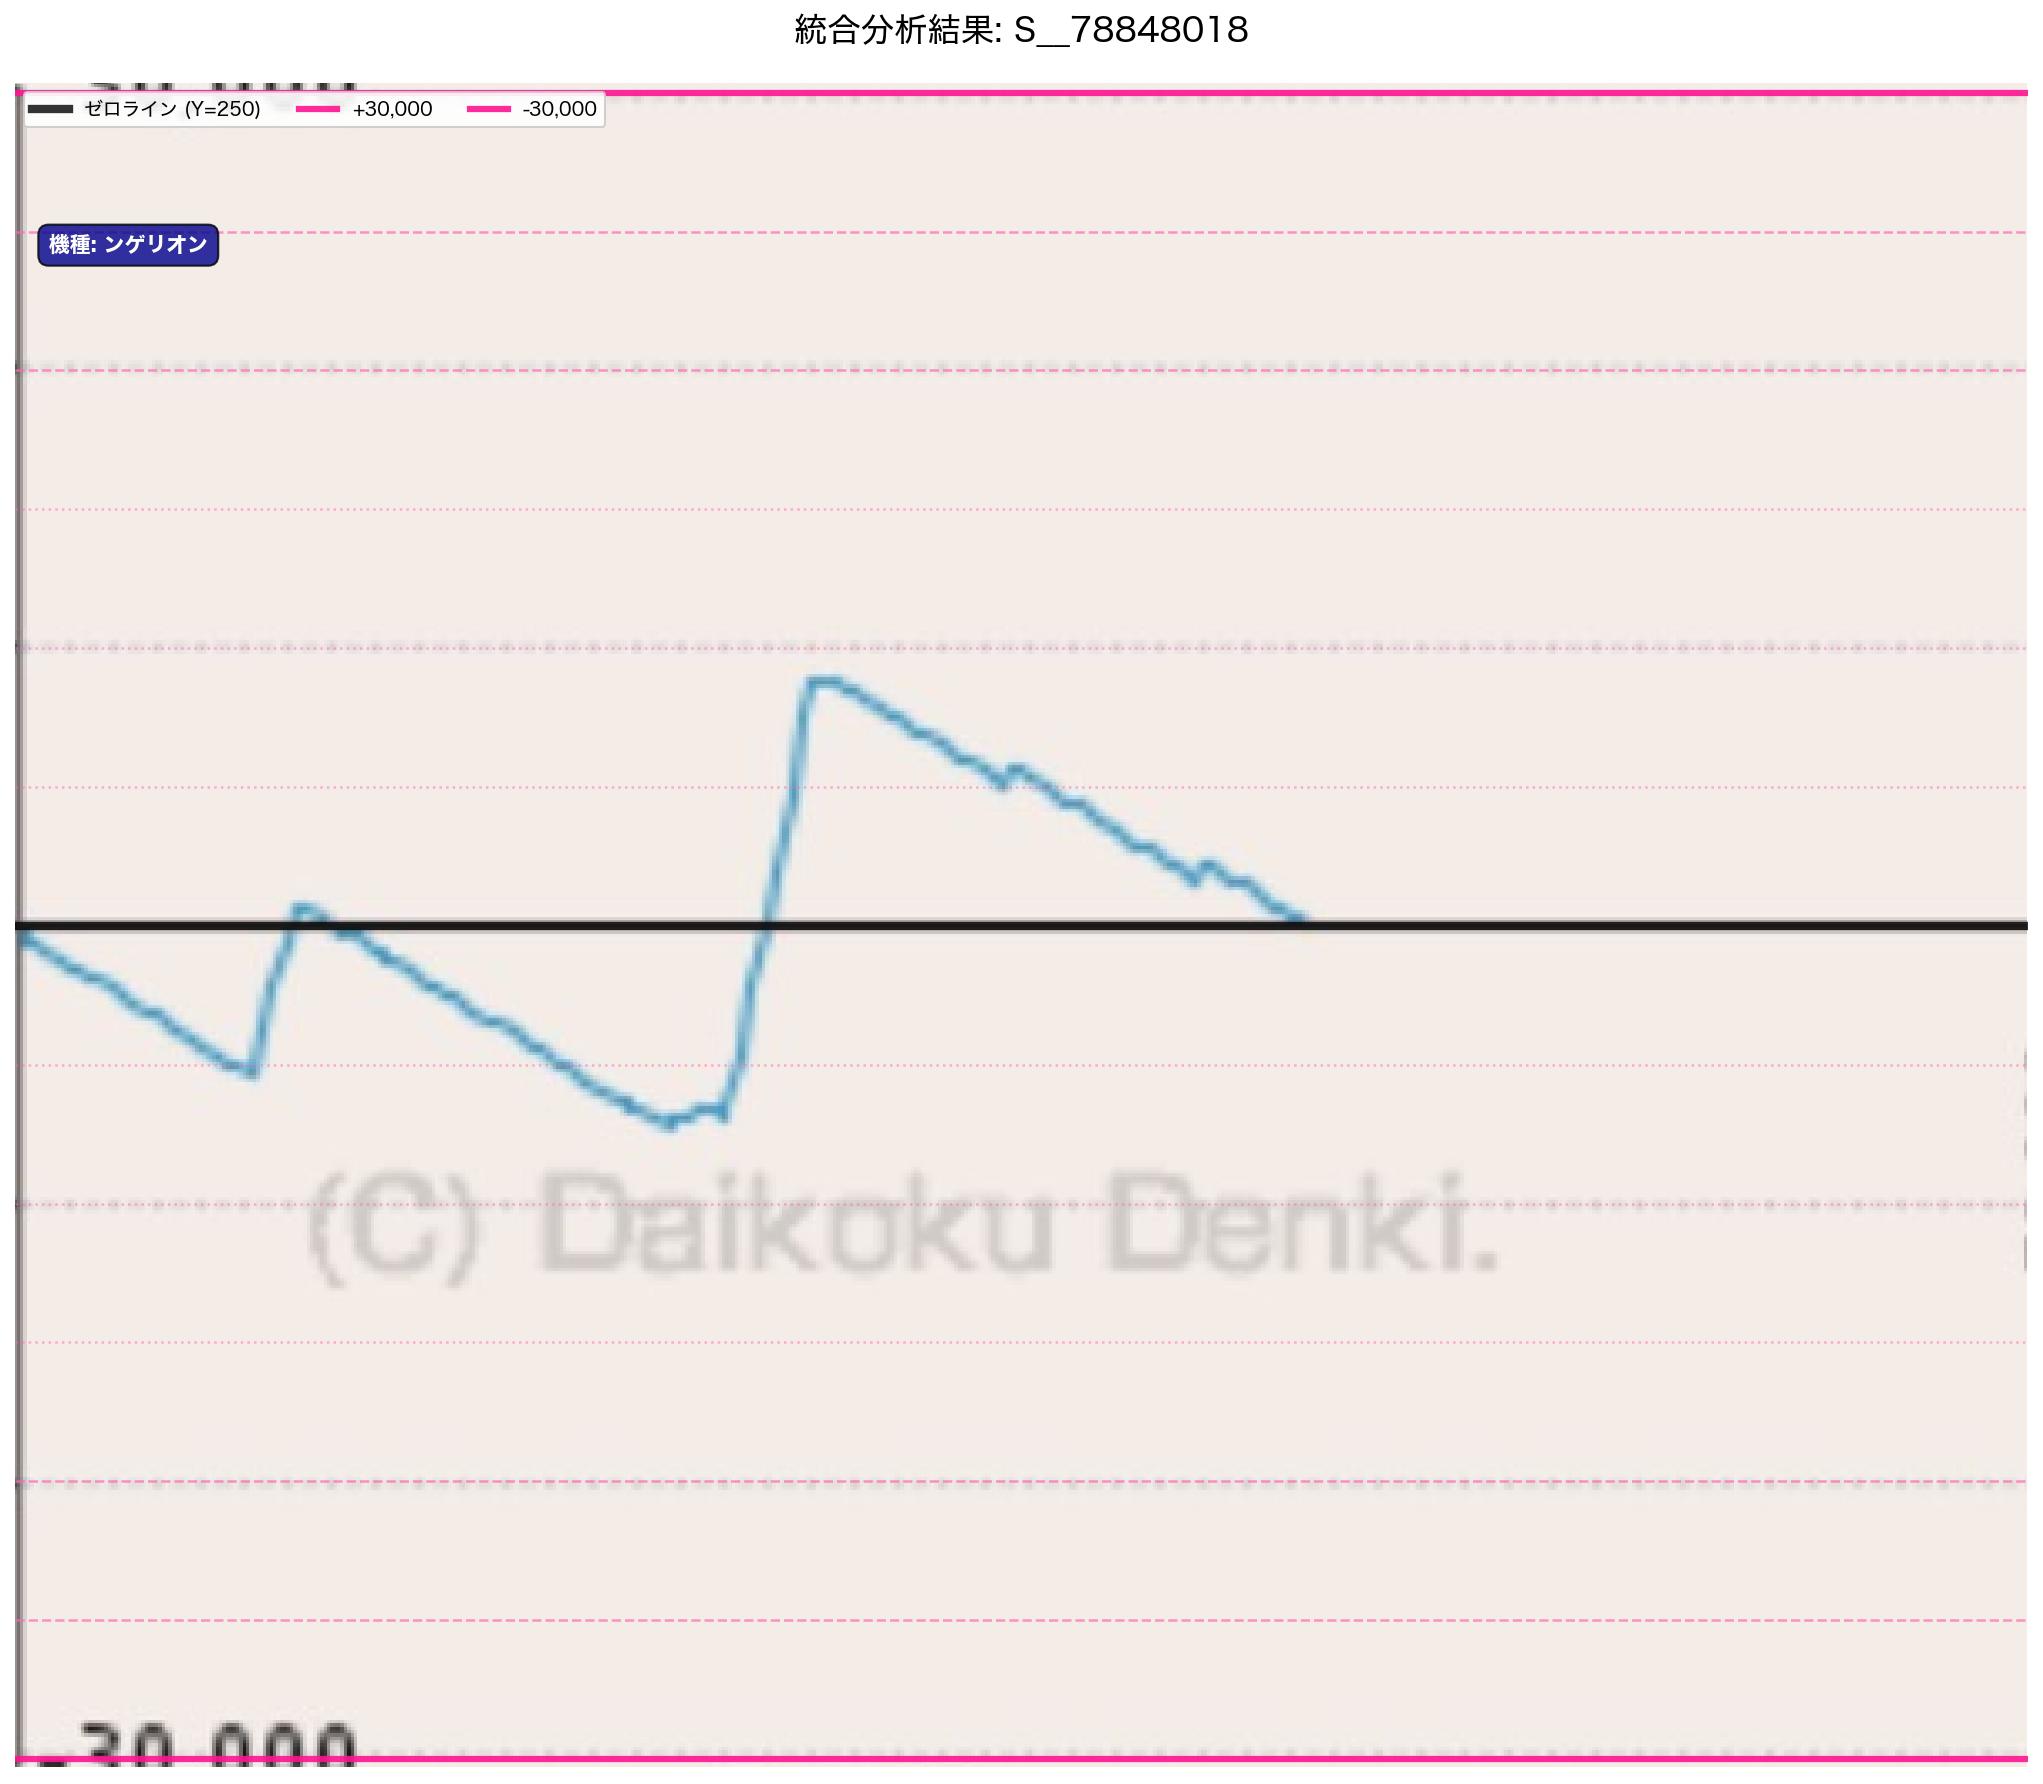 統合分析結果: S__78848018
ゼロライン (Y=250) +30,000 -30,000
機種: ンゲリオン
(C) Daikoku Denki.
-30,000